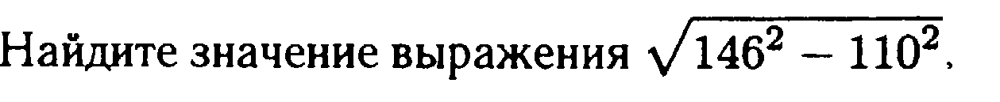 Найдите значение выражения √(146² − 110²).